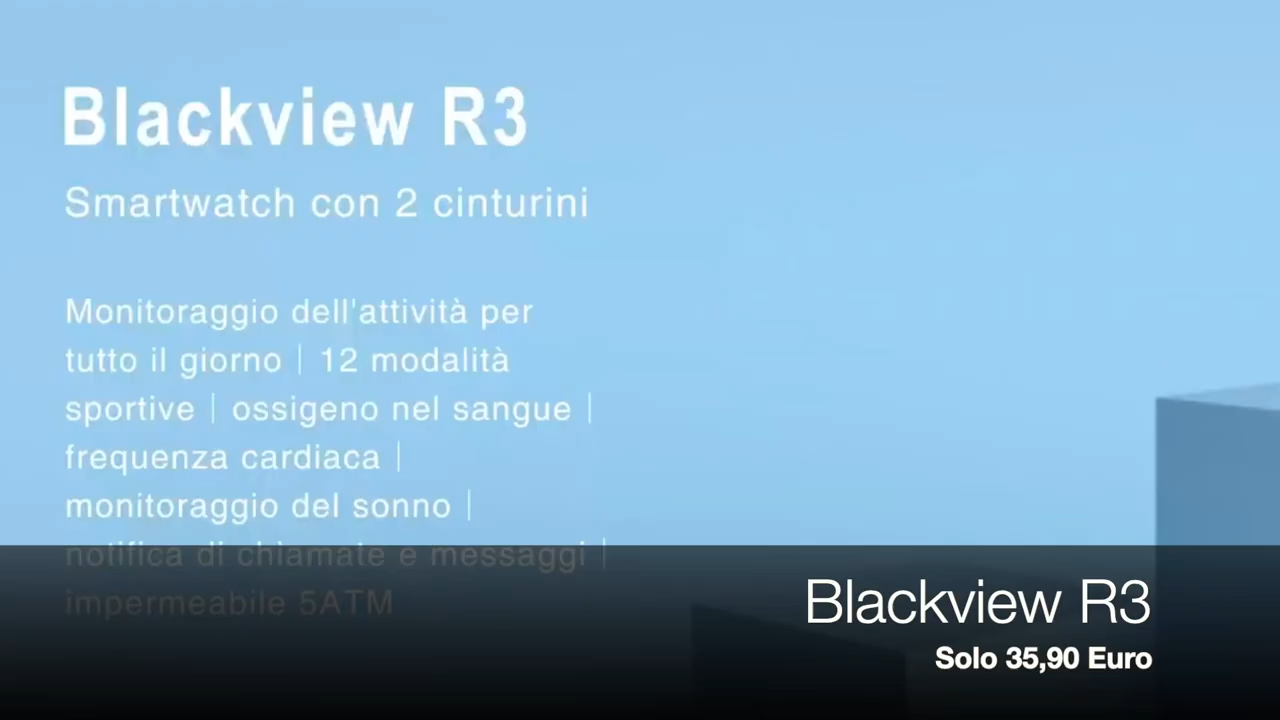 Blackview R3
Smartwatch con 2 cinturini
Monitoraggio dell'attività per
tutto il giorno | 12 modalità
sportive | ossigeno nel sangue |
frequenza cardiaca |
monitoraggio del sonno |
notifica di chiamate e messaggi |
impermeabile 5ATM
Blackview R3
Solo 35,90 Euro